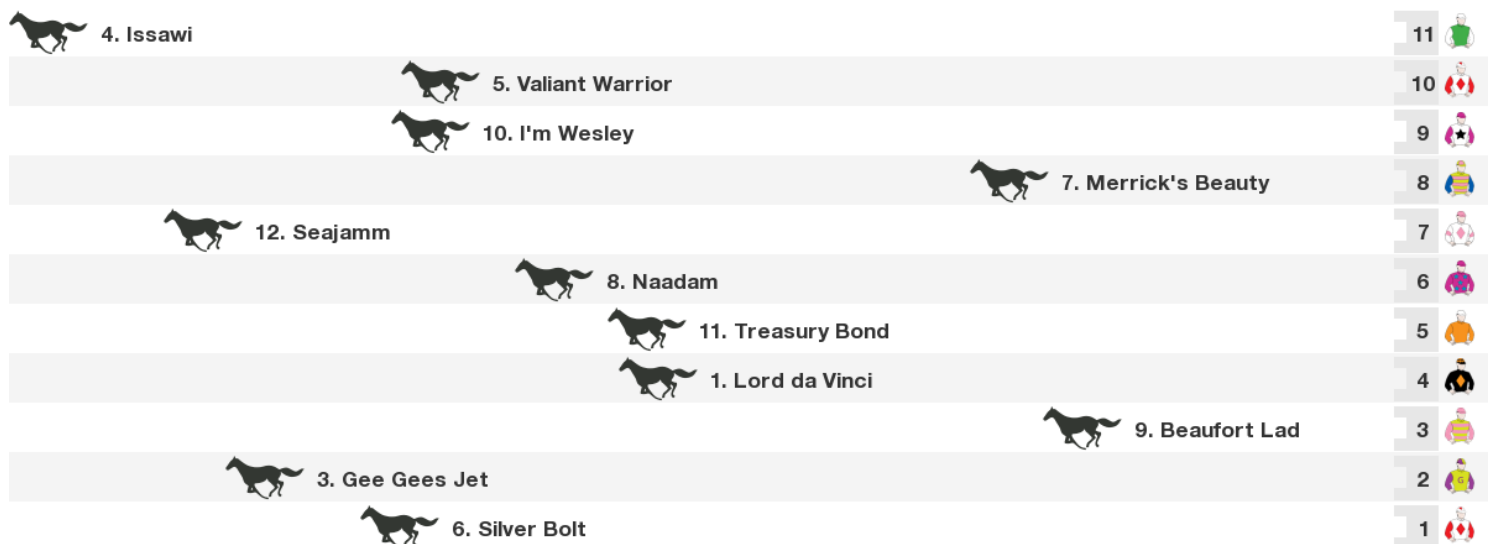 4. Issawi 11
5. Valiant Warrior 10
10. I'm Wesley 9
7. Merrick's Beauty 8
12. Seajamm 7
8. Naadam 6
11. Treasury Bond 5
1. Lord da Vinci 4
9. Beaufort Lad 3
3. Gee Gees Jet 2 G
6. Silver Bolt 1